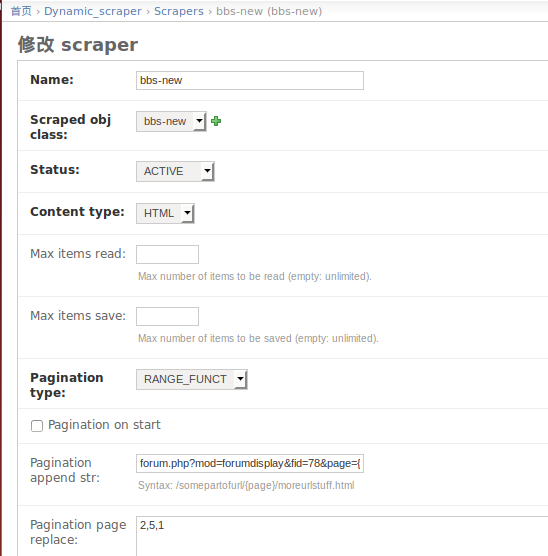 首页 › Dynamic_scraper › Scrapers › bbs-new (bbs-new)
修改 scraper
Name: bbs-new
Scraped obj class: bbs-new
Status: ACTIVE
Content type: HTML
Max items read:
Max number of items to be read (empty: unlimited).
Max items save:
Max number of items to be saved (empty: unlimited).
Pagination type: RANGE_FUNCT
Pagination on start
Pagination append str: forum.php?mod=forumdisplay&fid=78&page={
Syntax: /somepartofurl/{page}/moreurlstuff.html
Pagination page replace: 2,5,1